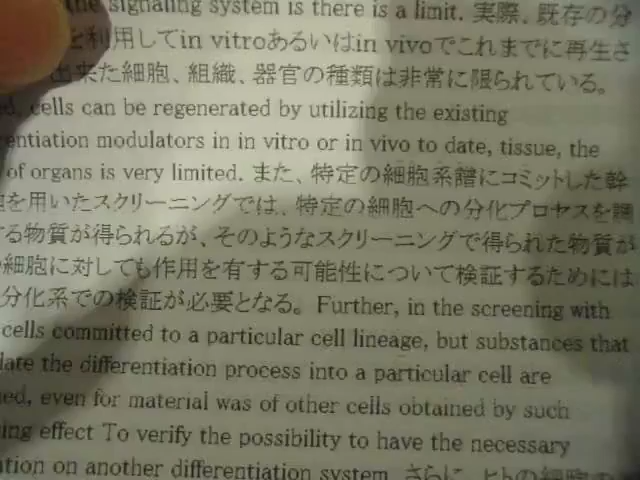 the signaling system is there is a limit. 実際、既存の分
を利用してin vitroあるいはin vivoでこれまでに再生さ
出来た細胞、組織、器官の種類は非常に限られている。
cells can be regenerated by utilizing the existing
rentiation modulators in in vitro or in vivo to date, tissue, the
of organs is very limited. また、特定の細胞系譜にコミットした幹
を用いたスクリーニングでは、特定の細胞への分化プロセスを調
する物質が得られるが、そのようなスクリーニングで得られた物質が
細胞に対しても作用を有する可能性について検証するためには
分化系での検証が必要となる。 Further, in the screening with
cells committed to a particular cell lineage, but substances that
late the differentiation process into a particular cell are
ned, even for material was of other cells obtained by such
ing effect To verify the possibility to have the necessary
ation on another differentiation system. さらに、ヒトの細胞